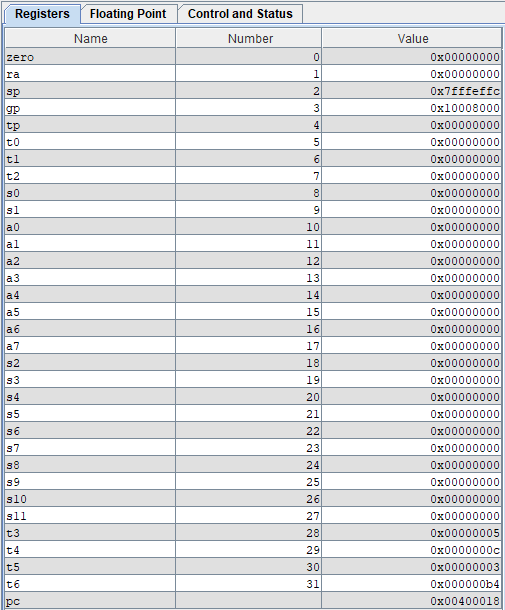 Registers Floating Point Control and Status
Name Number Value
zero 0 0x00000000
ra 1 0x00000000
sp 2 0x7fffeffc
gp 3 0x10008000
tp 4 0x00000000
t0 5 0x00000000
t1 6 0x00000000
t2 7 0x00000000
s0 8 0x00000000
s1 9 0x00000000
a0 10 0x00000000
a1 11 0x00000000
a2 12 0x00000000
a3 13 0x00000000
a4 14 0x00000000
a5 15 0x00000000
a6 16 0x00000000
a7 17 0x00000000
s2 18 0x00000000
s3 19 0x00000000
s4 20 0x00000000
s5 21 0x00000000
s6 22 0x00000000
s7 23 0x00000000
s8 24 0x00000000
s9 25 0x00000000
s10 26 0x00000000
s11 27 0x00000000
t3 28 0x00000005
t4 29 0x0000000c
t5 30 0x00000003
t6 31 0x000000b4
pc 0x00400018